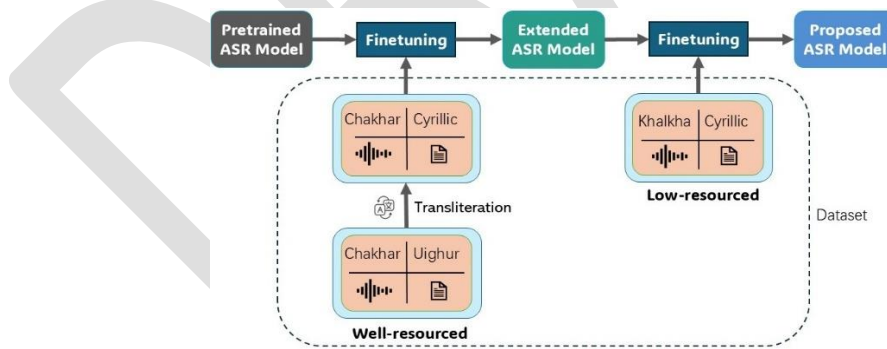 Pretrained
ASR Model
Finetuning
Extended
ASR Model
Finetuning
Proposed
ASR Model
Chakhar
Cyrillic
Khalkha
Cyrillic
Low-resourced
Transliteration
Dataset
Chakhar
Uighur
Well-resourced